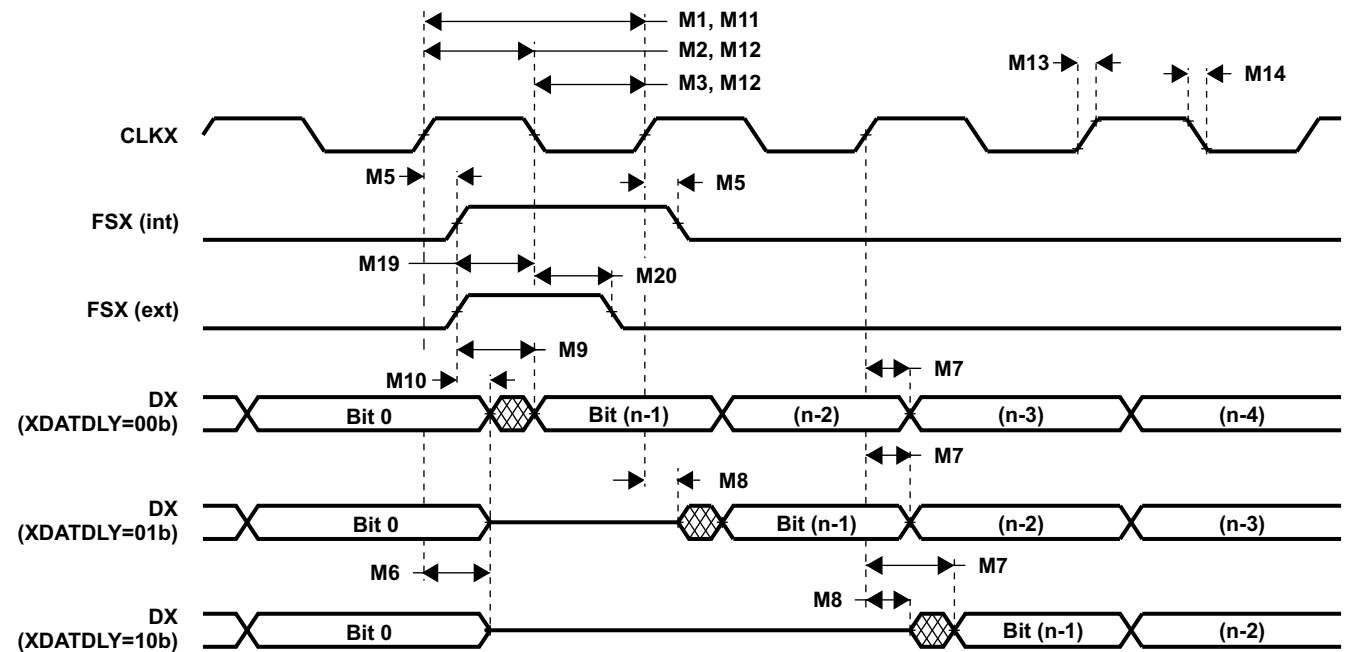 M1, M11
M2, M12
M3, M12
M13
M14
CLKX
M5
M5
FSX (int)
M19
M20
FSX (ext)
M9
M10
M7
DX
(XDATDLY=00b)
Bit 0
Bit (n-1)
(n-2)
(n-3)
(n-4)
M7
M8
DX
(XDATDLY=01b)
Bit 0
Bit (n-1)
(n-2)
(n-3)
M6
M7
M8
DX
(XDATDLY=10b)
Bit 0
Bit (n-1)
(n-2)